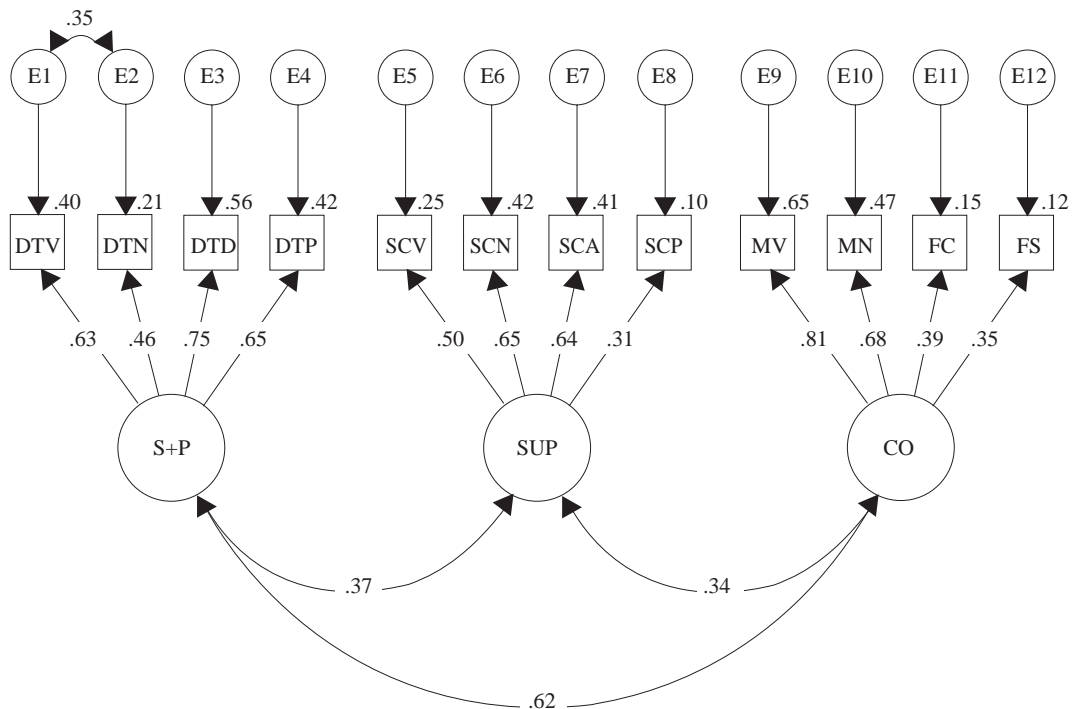 .35
E1 E2 E3 E4 E5 E6 E7 E8 E9 E10 E11 E12
.40 .21 .56 .42 .25 .42 .41 .10 .65 .47 .15 .12
DTV DTN DTD DTP SCV SCN SCA SCP MV MN FC FS
.63 .46 .75 .65 .50 .65 .64 .31 .81 .68 .39 .35
S+P SUP CO
.37 .34
.62